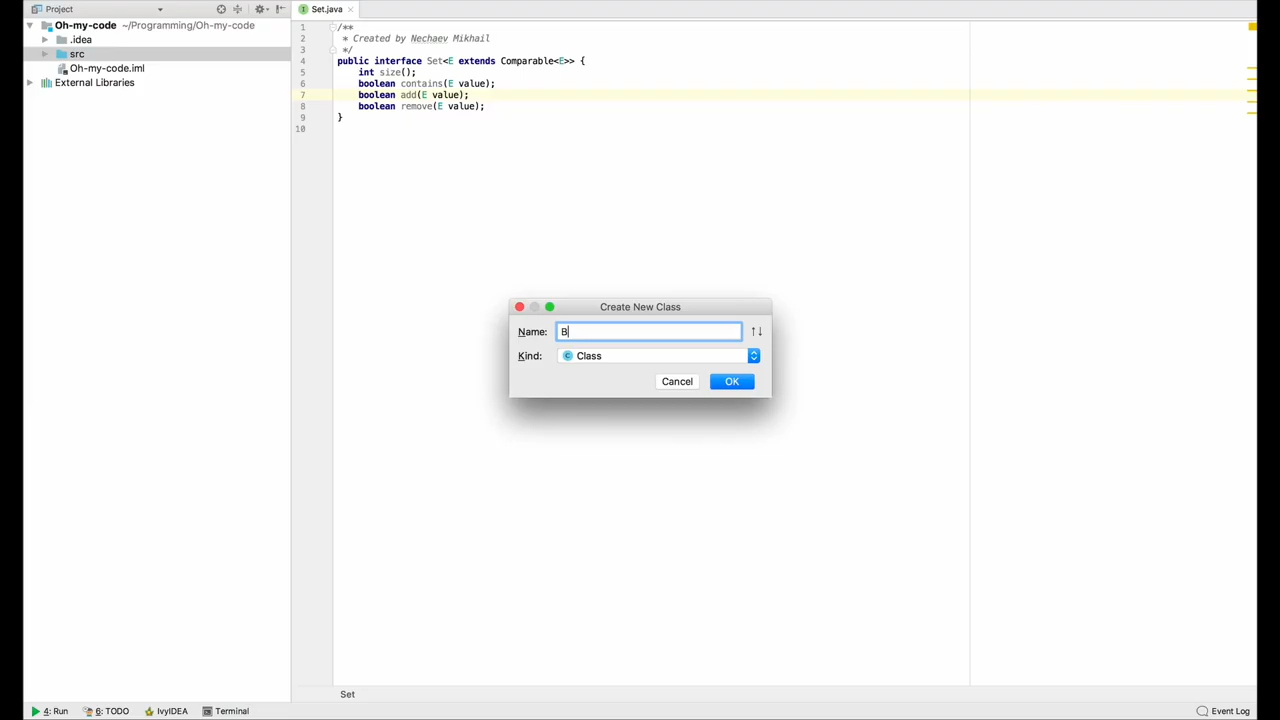 Project
Set.java
Oh-my-code ~/Programming/Oh-my-code
.idea
src
Oh-my-code.iml
External Libraries
1 /**
2 * Created by Nechaev Mikhail
3 */
4 public interface Set<E extends Comparable<E>> {
5 int size();
6 boolean contains(E value);
7 boolean add(E value);
8 boolean remove(E value);
9 }
10
Create New Class
Name: B
Kind: Class
Cancel OK
Set
4: Run 6: TODO IvyIDEA Terminal Event Log